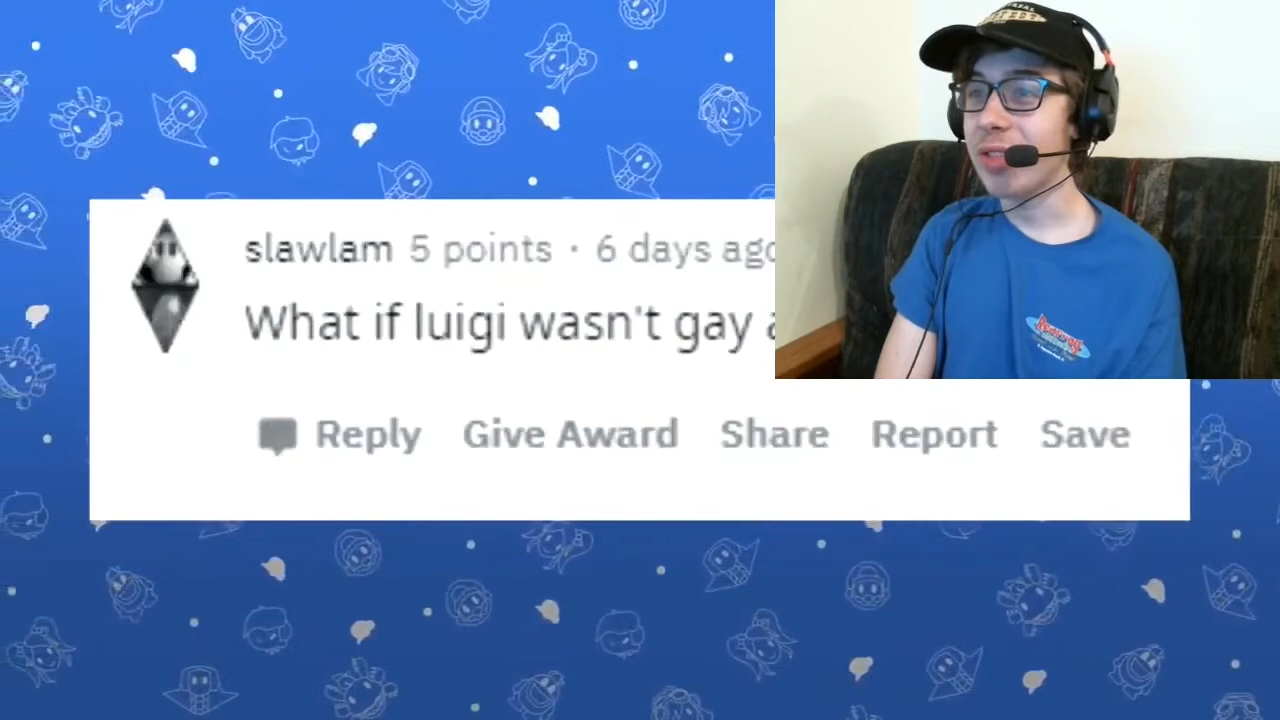 slawlam 5 points · 6 days ago
What if luigi wasn't gay a
Reply Give Award Share Report Save